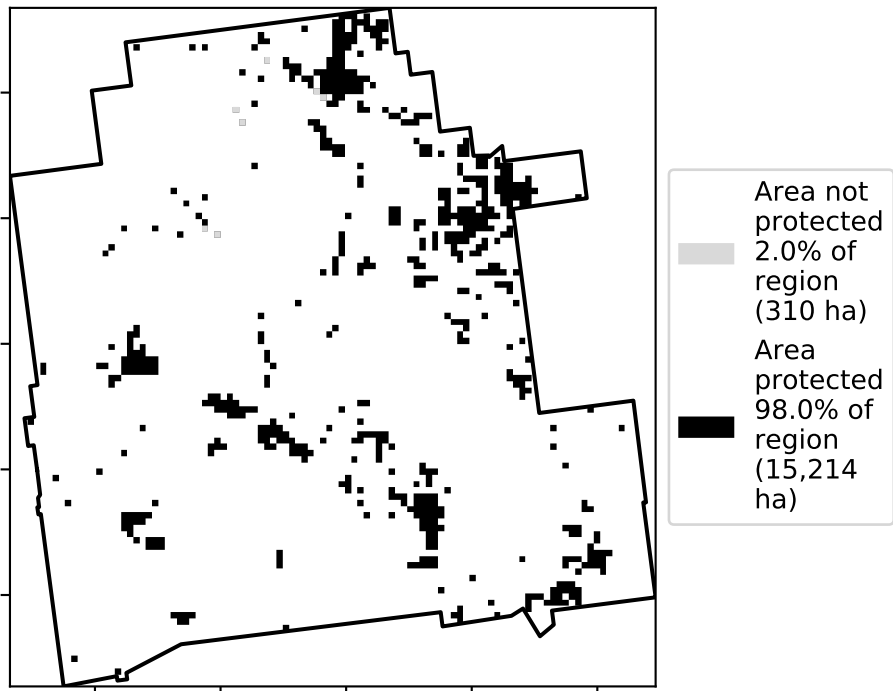 Area not
protected
2.0% of
region
(310 ha)
Area
protected
98.0% of
region
(15,214
ha)